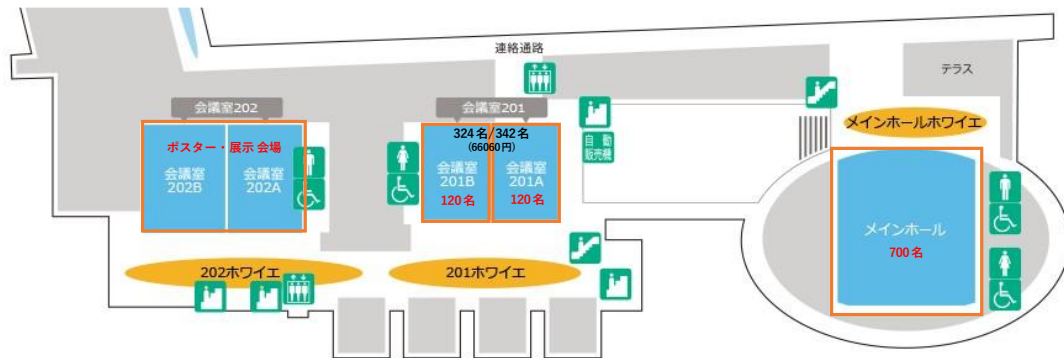 連絡通路
テラス
会議室202
会議室201
メインホールホワイエ
324名/342名
(66060円)
自動
販売機
ポスター・展示会場
会議室
202B
会議室
202A
会議室
201B
120名
会議室
201A
120名
メインホール
700名
202ホワイエ
201ホワイエ